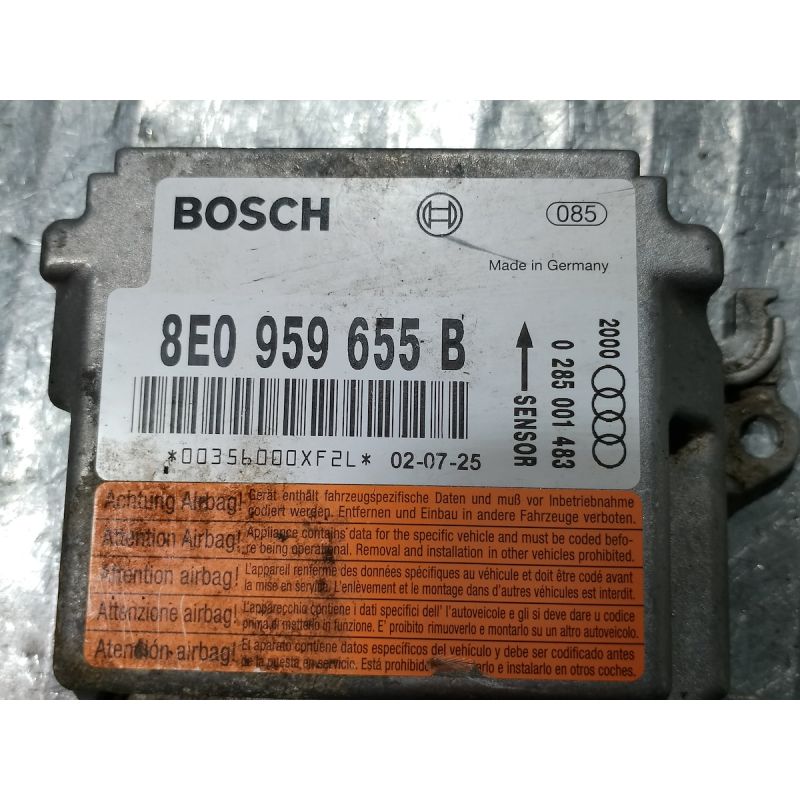 BOSCH
085
Made in Germany
8E0 959 655 B
*00356000XF2L* 02-07-25
SENSOR
0 285 001 483
2000
Achtung Airbag! Gerät enthält fahrzeugspezifische Daten und muß vor Inbetriebnahme
codiert werden. Entfernen und Einbau in andere Fahrzeuge verboten.
Attention Airbag! Appliance contains data for the specific vehicle and must be coded befo-
re being operational. Removal and installation in other vehicles prohibited.
Attention airbag! L'appareil renferme des données spécifiques au véhicule et doit être codé avant
la mise en service. L'enlèvement et le montage dans d'autres véhicules est interdit.
Attenzione airbag! L'apparecchio contiene i dati specifici dell' l'autoveicole e gli si deve dare u codice
prima di metterlo in funzione. E' proibito rimuoverlo e montarlo su un altro autoveicolo.
Atención airbag! El aparato contiene datos específicos del vehículo y debe ser codificado antes
de la puesta en servicio. Está prohibido removerlo e instalarlo en otros coches.